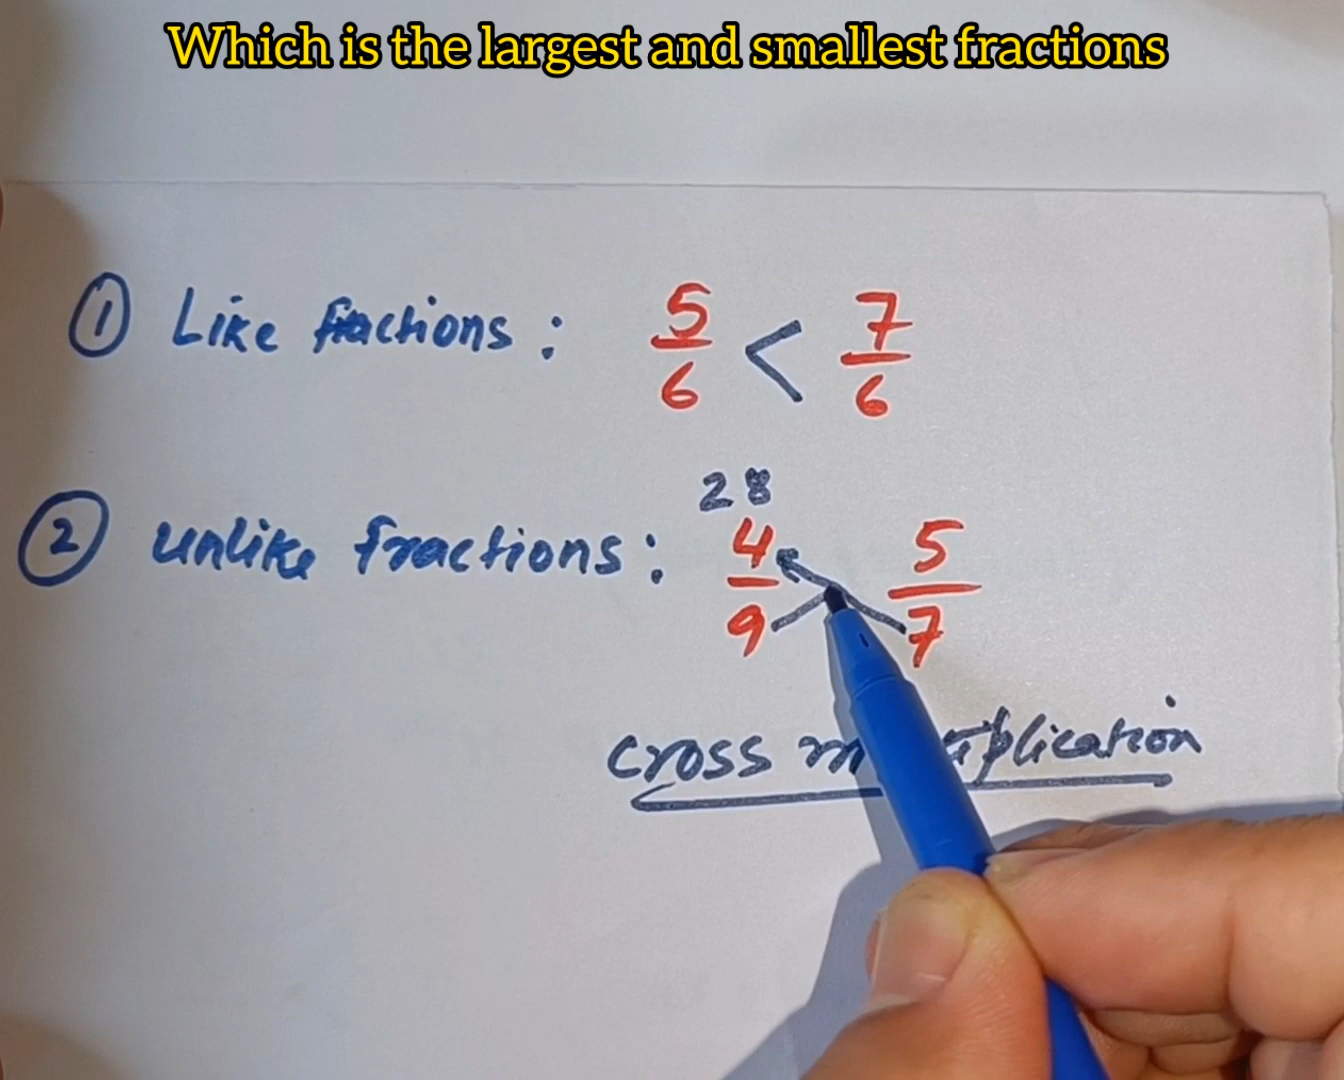 Which is the largest and smallest fractions
① Like fractions : 5/6 < 7/6
28
② unlike fractions : 4/9 5/7
cross